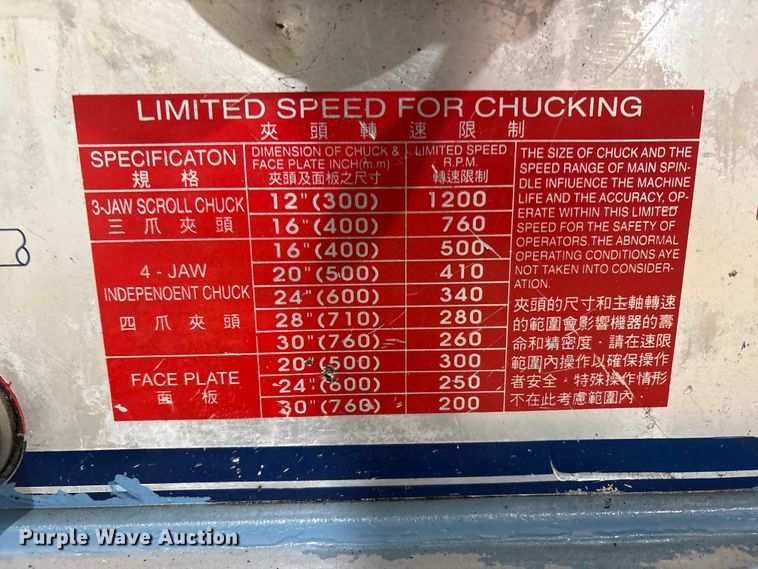 LIMITED SPEED FOR CHUCKING
夾頭轉速限制
SPECIFICATON
規格
DIMENSION OF CHUCK &
FACE PLATE INCH(m.m)
夾頭及面板之尺寸
LIMITED SPEED
R.P.M.
轉速限制
3-JAW SCROLL CHUCK
三爪夾頭
12"(300) 1200
16"(400) 760
4-JAW
INDEPENOENT CHUCK
四爪夾頭
16"(400) 500
20"(500) 410
24"(600) 340
28"(710) 280
30"(760) 260
FACE PLATE
面板
20"(500) 300
24"(600) 250
30"(760) 200
THE SIZE OF CHUCK AND THE
SPEED RANGE OF MAIN SPIN-
DLE INFLUENCE THE MACHINE
LIFE AND THE ACCURACY, OP-
ERATE WITHIN THIS LIMITED
SPEED FOR THE SAFETY OF
OPERATORS.THE ABNORMAL
OPERATING CONDITIONS AYE
NOT TAKEN INTO CONSIDER-
ATION.
夾頭的尺寸和主軸轉速
的範圍會影響機器的壽
命和精密度，請在速限
範圍內操作以確保操作
者安全，特殊操作情形
不在此考慮範圍內。
Purple Wave Auction